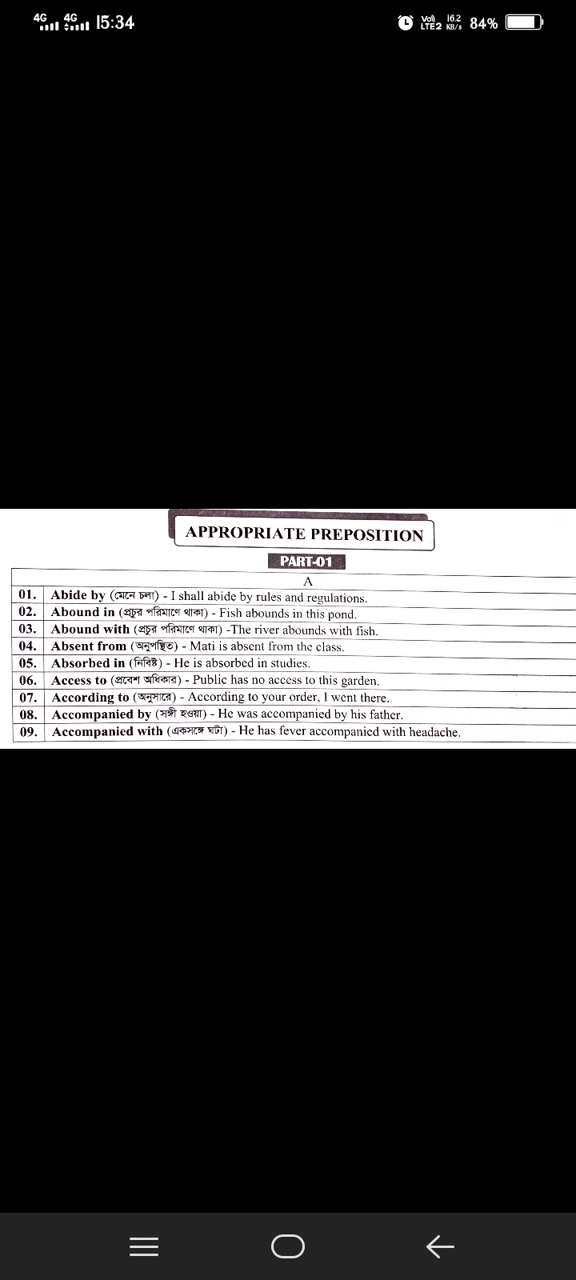 4G 4G 15:34 Vo) LTE2 16.2 KB/s 84%
APPROPRIATE PREPOSITION
PART-01
A
01. Abide by (মেনে চলা) - I shall abide by rules and regulations.
02. Abound in (প্রচুর পরিমাণে থাকা) - Fish abounds in this pond.
03. Abound with (প্রচুর পরিমাণে থাকা) -The river abounds with fish.
04. Absent from (অনুপস্থিত) - Mati is absent from the class.
05. Absorbed in (নিবিষ্ট) - He is absorbed in studies.
06. Access to (প্রবেশ অধিকার) - Public has no access to this garden.
07. According to (অনুসারে) - According to your order, I went there.
08. Accompanied by (সঙ্গী হওয়া) - He was accompanied by his father.
09. Accompanied with (একসঙ্গে ঘটা) - He has fever accompanied with headache.